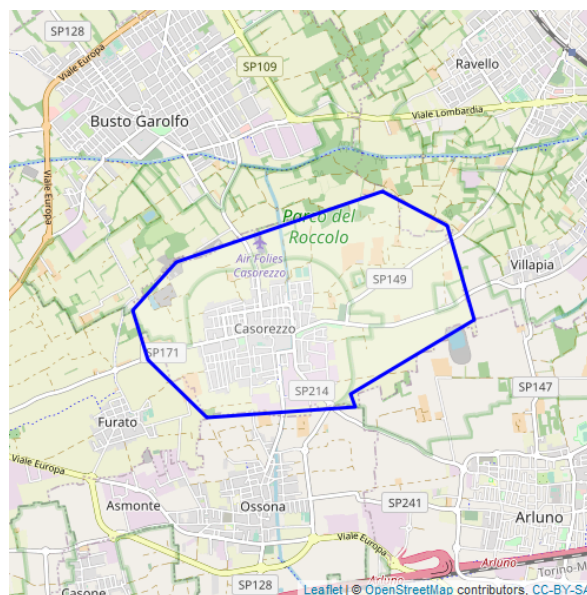 SP128
Viale Europa
SP109
Ravello
Viale Lombardia
Busto Garolfo
Viale Europa
Parco del
Roccolo
Air Folies
Casorezzo
SP149
Villapia
Casorezzo
SP171
SP214
SP147
Furato
Viale Europa
Asmonte
Ossona
SP241
Arluno
Viale Europa
Arluno
Casone
SP128
Arluno
Torino-M
Leaflet | © OpenStreetMap contributors, CC-BY-S